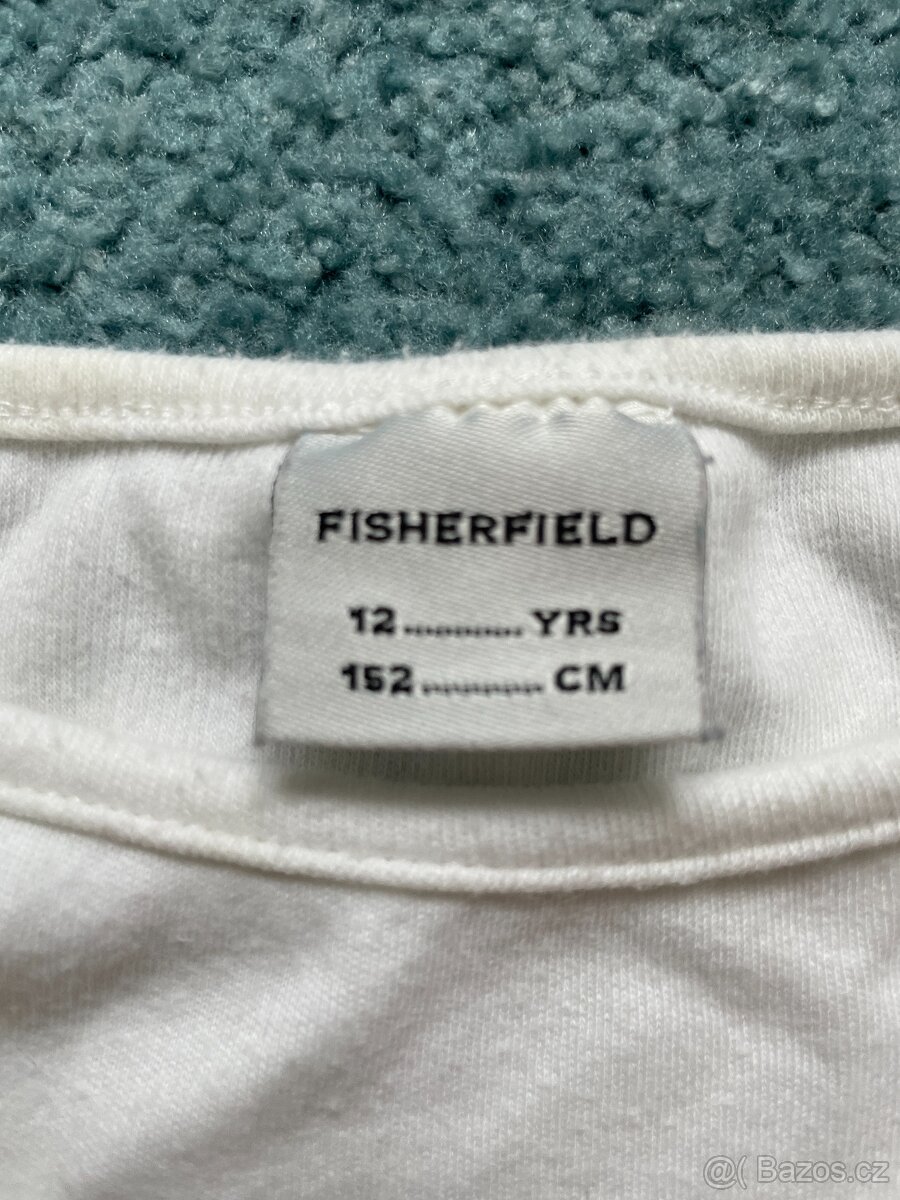 FISHERFIELD
12............YRS
152............CM
@( Bazos.cz